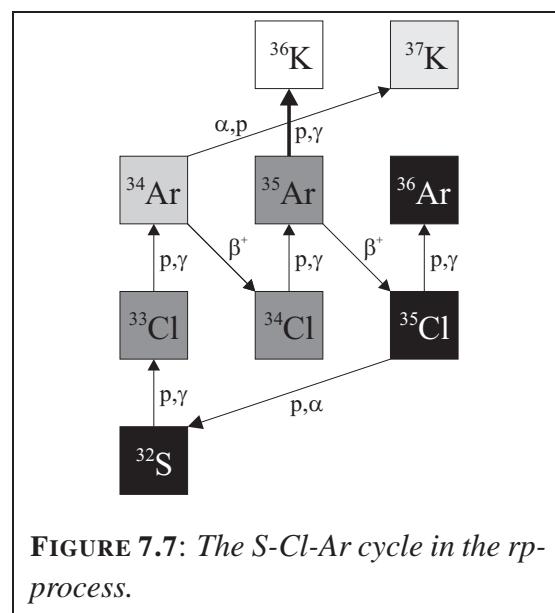 ³⁶K ³⁷K
α,p p,γ
³⁴Ar ³⁵Ar ³⁶Ar
p,γ β⁺ p,γ β⁺ p,γ
³³Cl ³⁴Cl ³⁵Cl
p,γ p,α
³²S
FIGURE 7.7: The S-Cl-Ar cycle in the rp-
process.